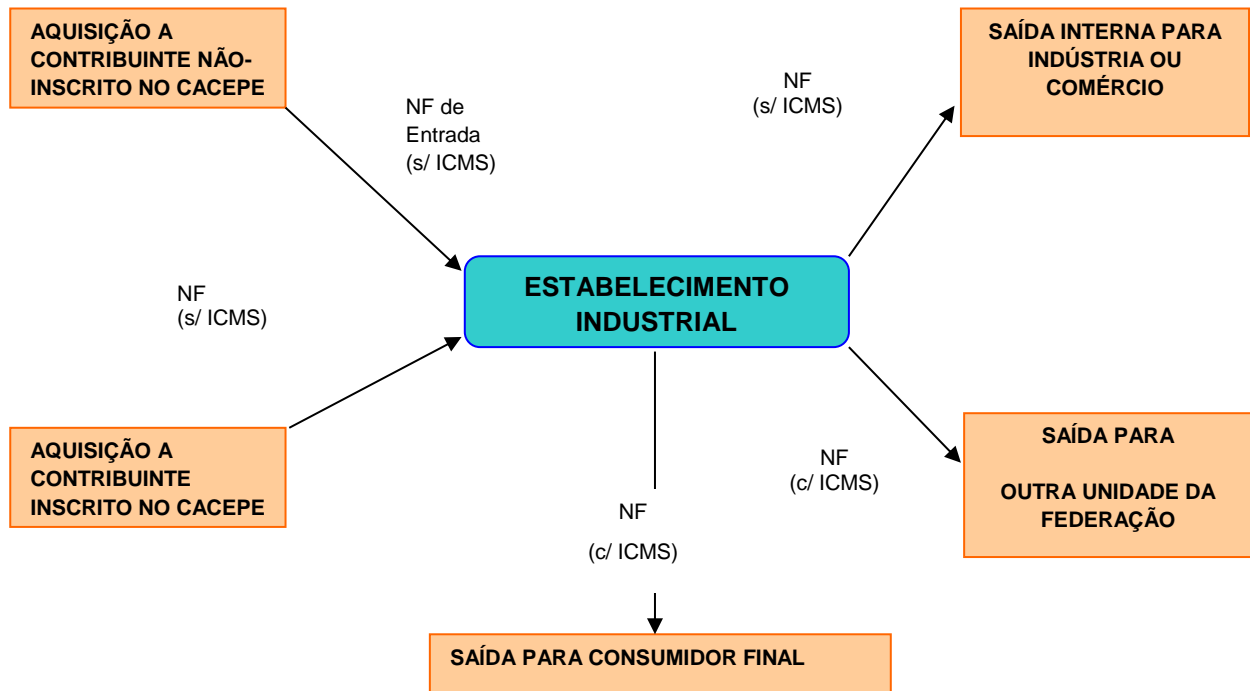 AQUISIÇÃO A
CONTRIBUINTE NÃO-
INSCRITO NO CACEPE
SAÍDA INTERNA PARA
INDÚSTRIA OU
COMÉRCIO
NF de
Entrada
(s/ ICMS)
NF
(s/ ICMS)
ESTABELECIMENTO
INDUSTRIAL
NF
(s/ ICMS)
AQUISIÇÃO A
CONTRIBUINTE
INSCRITO NO CACEPE
NF
(c/ ICMS)
SAÍDA PARA
OUTRA UNIDADE DA
FEDERAÇÃO
NF
(c/ ICMS)
SAÍDA PARA CONSUMIDOR FINAL